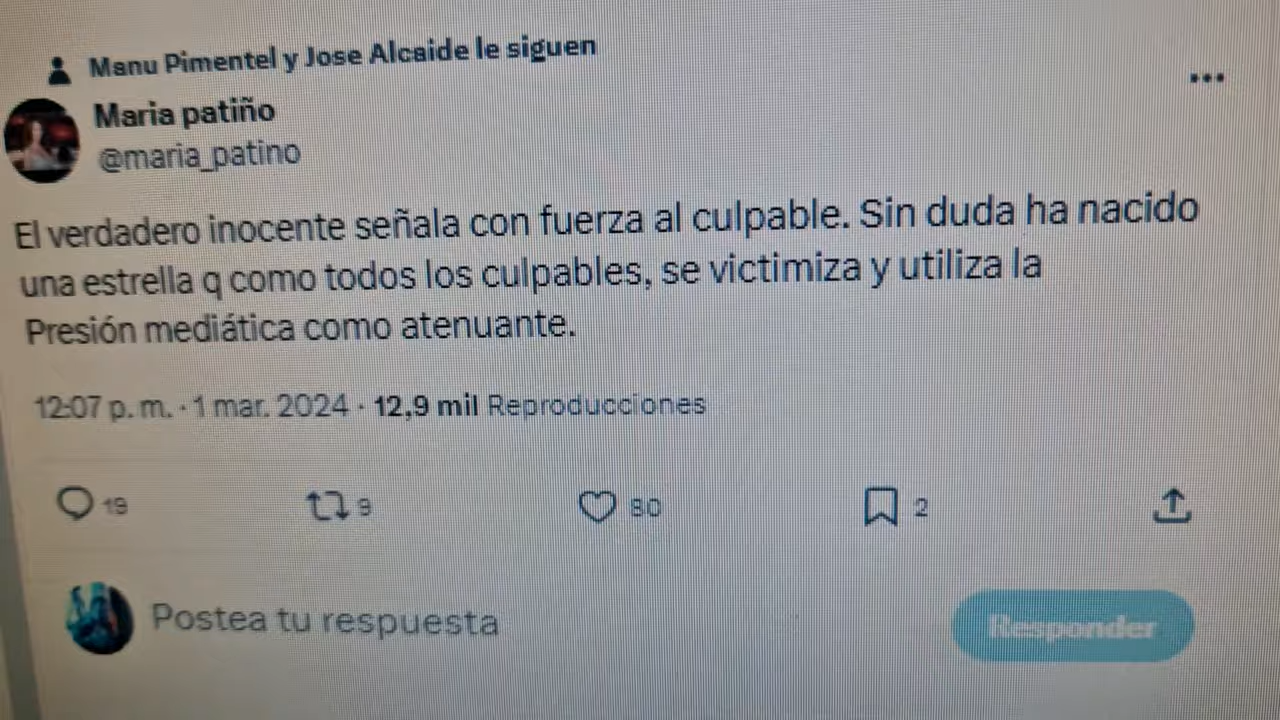 Manu Pimentel y Jose Alcaide le siguen
Maria patiño
@maria_patino
El verdadero inocente señala con fuerza al culpable. Sin duda ha nacido
una estrella q como todos los culpables, se victimiza y utiliza la
Presión mediática como atenuante.
12:07 p. m. · 1 mar. 2024 · 12,9 mil Reproducciones
19 9 80 2
Postea tu respuesta
Responder